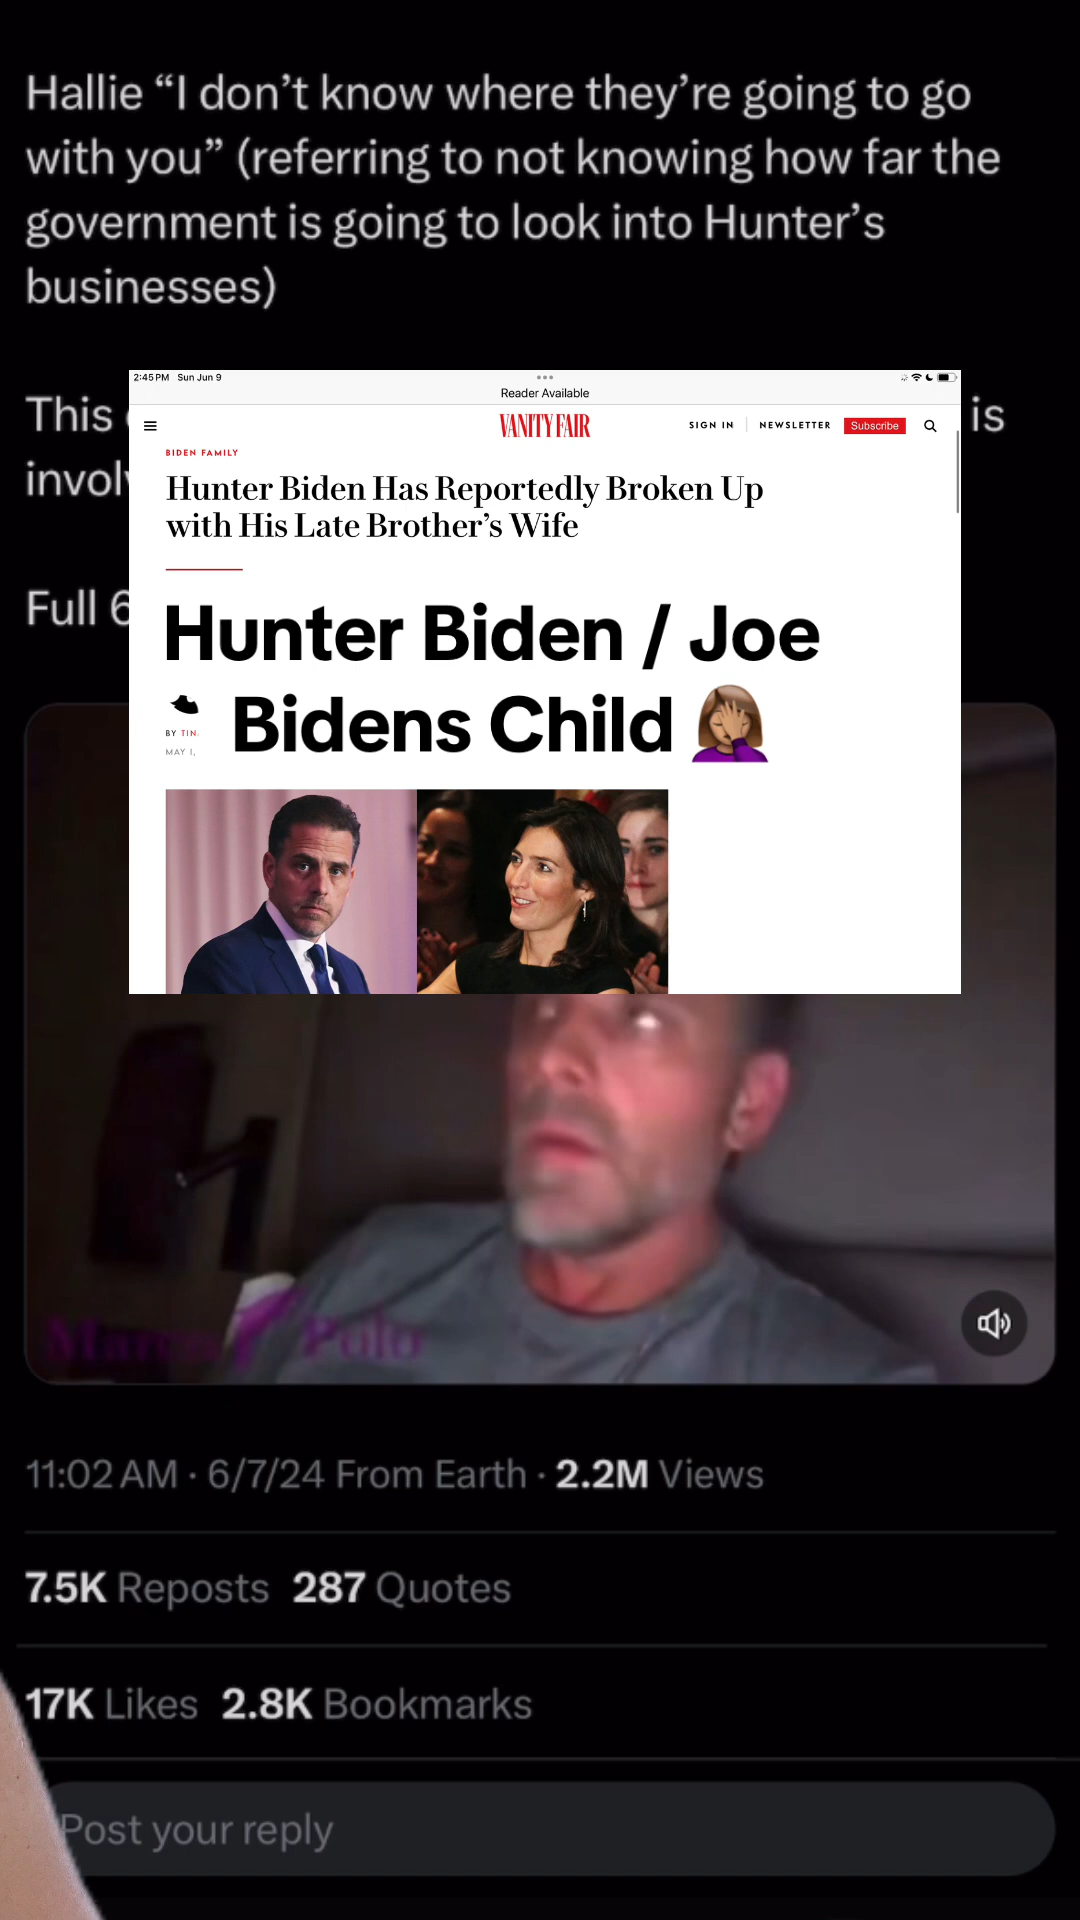 Hallie “I don’t know where they’re going to go
with you” (referring to not knowing how far the
government is going to look into Hunter’s
businesses)
2:45 PM Sun Jun 9
Reader Available
This is
VANITY FAIR
SIGN IN NEWSLETTER Subscribe
BIDEN FAMILY
Hunter Biden Has Reportedly Broken Up
with His Late Brother’s Wife
Full 6
Hunter Biden / Joe
Bidens Child 🤦🏽‍♀️
BY TIN
MAY 1,
Marco Polo
11:02 AM · 6/7/24 From Earth · 2.2M Views
7.5K Reposts 287 Quotes
17K Likes 2.8K Bookmarks
Post your reply